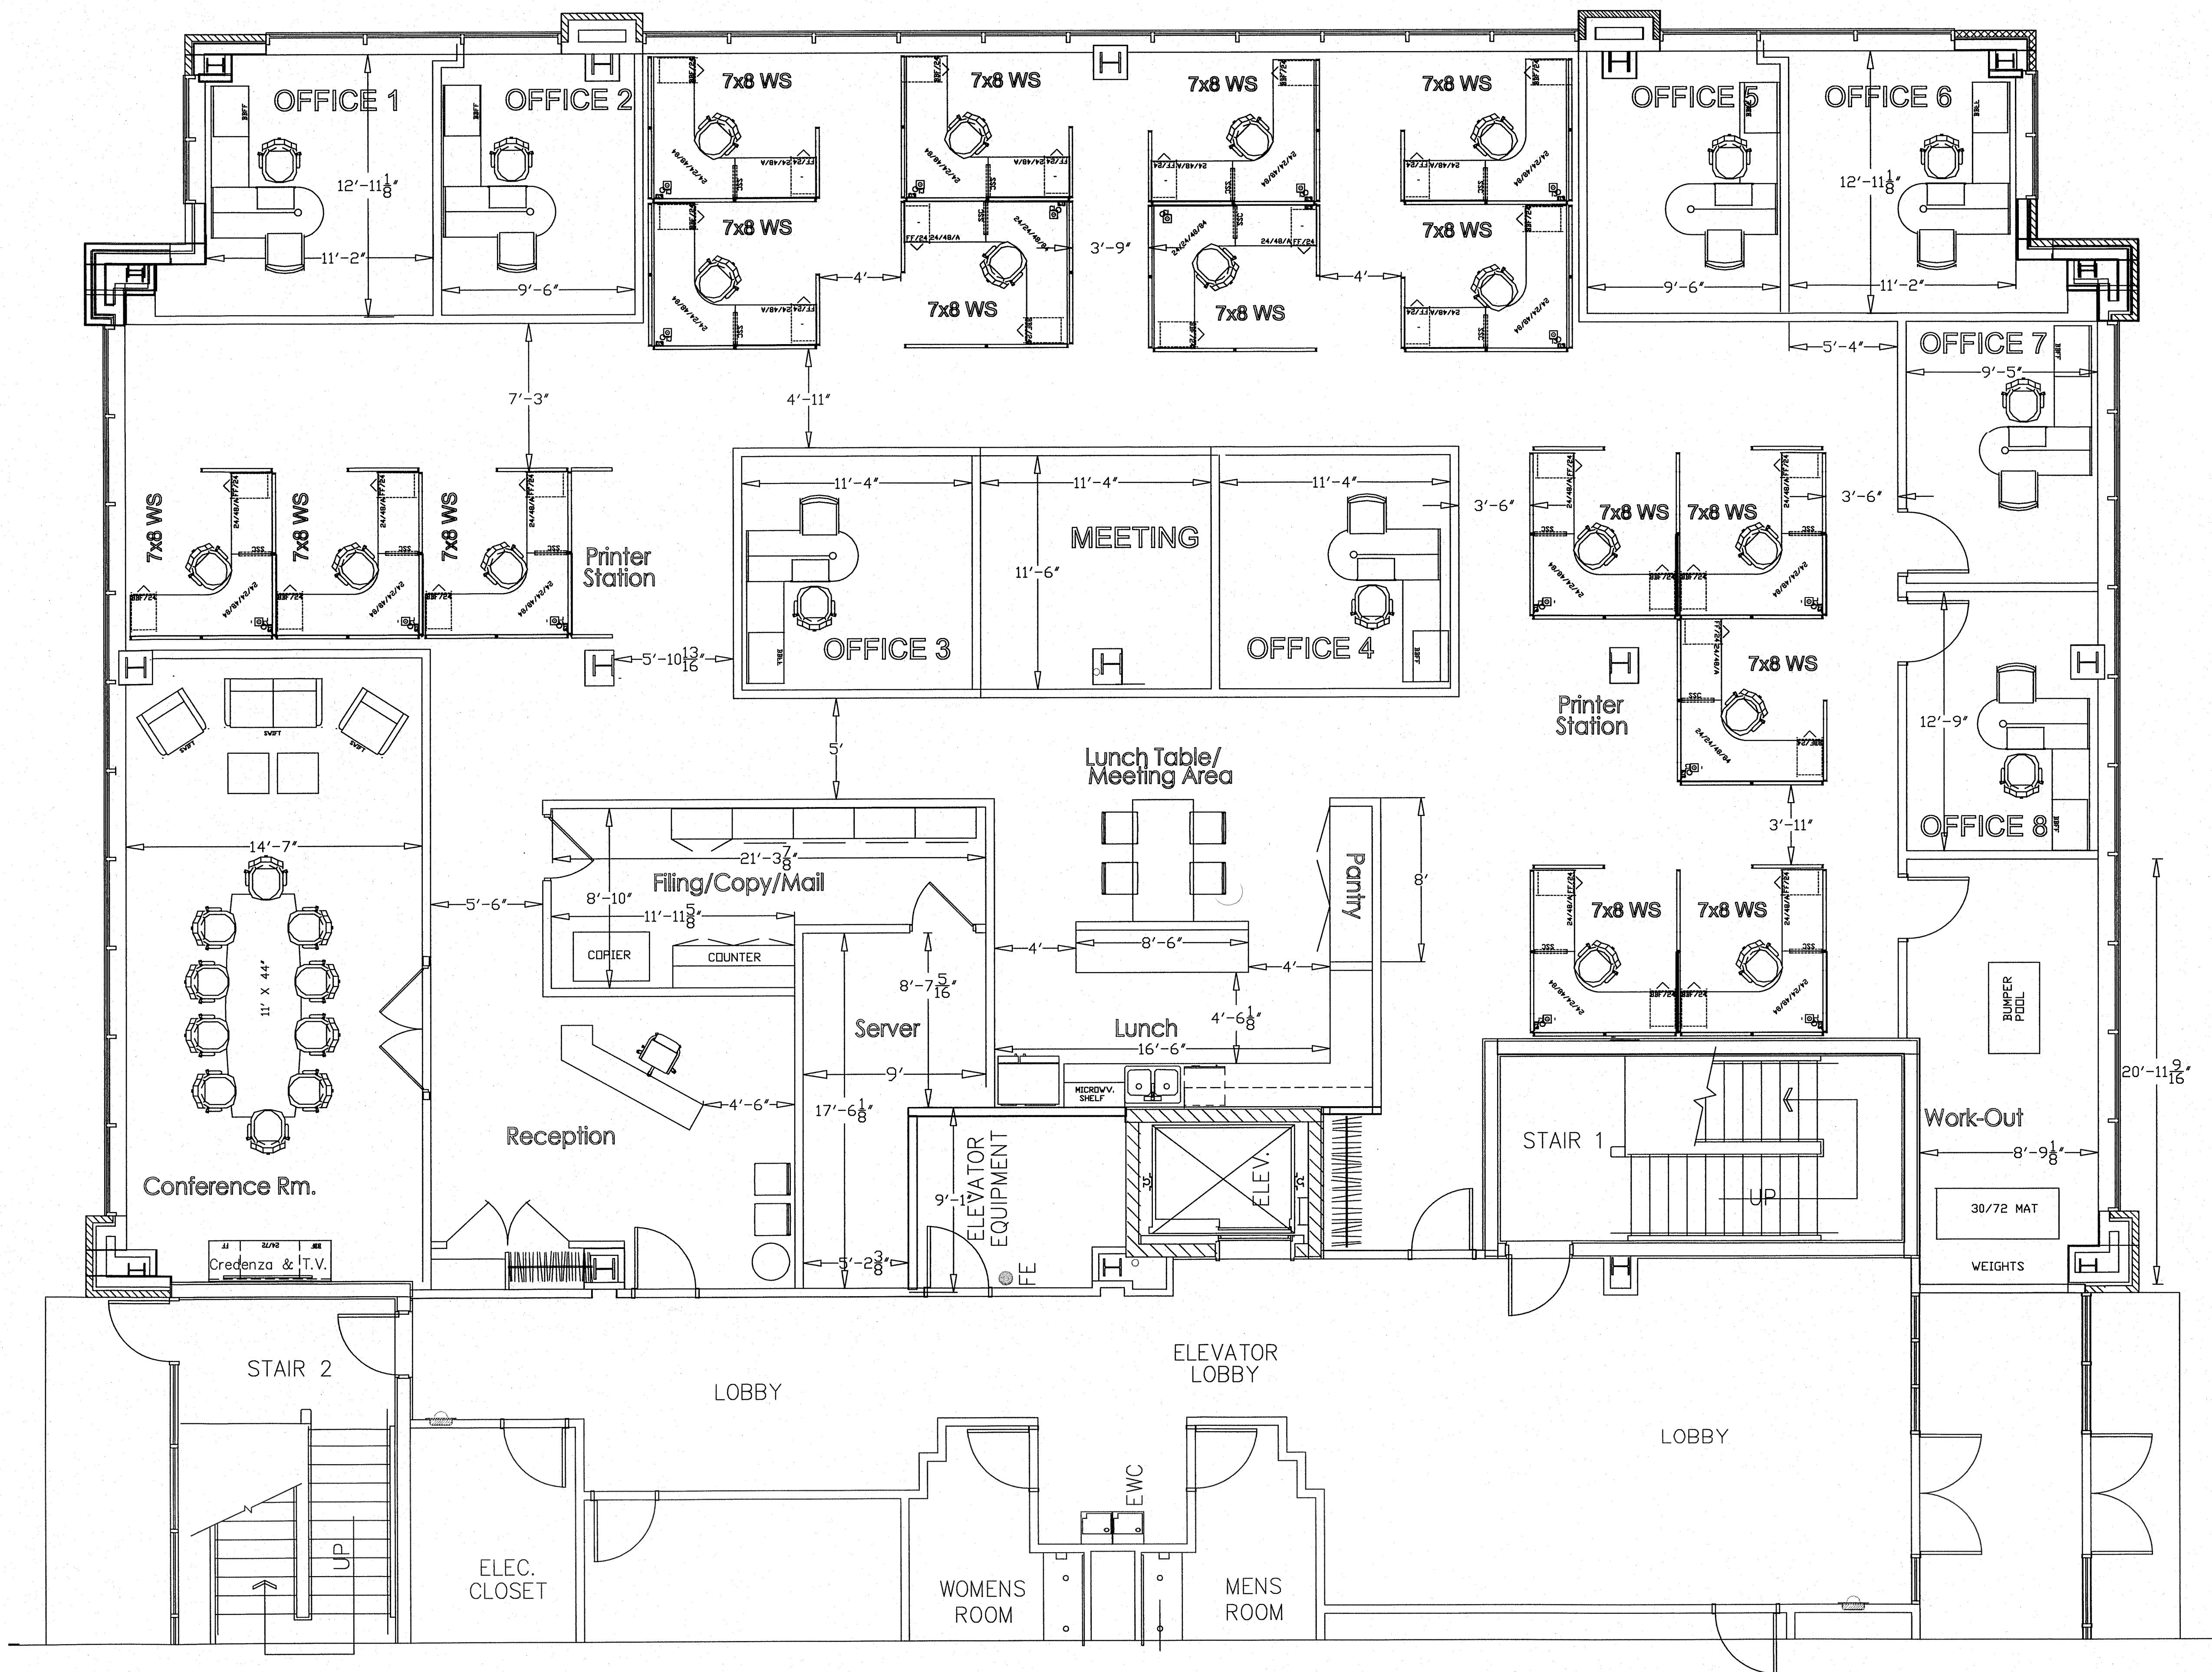 OFFICE 1
OFFICE 2
7x8 WS
7x8 WS
7x8 WS
7x8 WS
OFFICE 5
OFFICE 6
12'-11 1/8"
12'-11 1/8"
7x8 WS
7x8 WS
11'-2"
9'-6"
4'
3'-9"
4'
9'-6"
11'-2"
7x8 WS
7x8 WS
OFFICE 7
5'-4"
9'-5"
7'-3"
4'-11"
11'-4"
11'-4"
11'-4"
3'-6"
3'-6"
7x8 WS
7x8 WS
7x8 WS
7x8 WS
7x8 WS
Printer
Station
MEETING
11'-6"
OFFICE 3
OFFICE 4
5'-10 13/16"
7x8 WS
Printer
Station
12'-9"
SWIFT
SWIFT
SWIFT
5'
Lunch Table/
Meeting Area
3'-11"
OFFICE 8
14'-7"
21'-3 7/8"
Filing/Copy/Mail
8'-10"
11'-11 5/8"
5'-6"
Pantry
8'
7x8 WS
7x8 WS
COPIER
COUNTER
4'
8'-6"
4'
11' X 44"
8'-7 5/16"
Server
Lunch
4'-6 1/8"
16'-6"
BUMPER
POOL
9'
MICROWV.
SHELF
20'-11 9/16"
4'-6"
17'-6 1/8"
Reception
ELEVATOR
EQUIPMENT
ELEV.
STAIR 1
UP
Work-Out
8'-9 1/8"
Conference Rm.
9'-1"
30/72 MAT
FF
24/72
BBF
Credenza & T.V.
5'-2 3/8"
FE
WEIGHTS
STAIR 2
LOBBY
ELEVATOR
LOBBY
LOBBY
UP
ELEC.
CLOSET
EWC
WOMENS
ROOM
MENS
ROOM